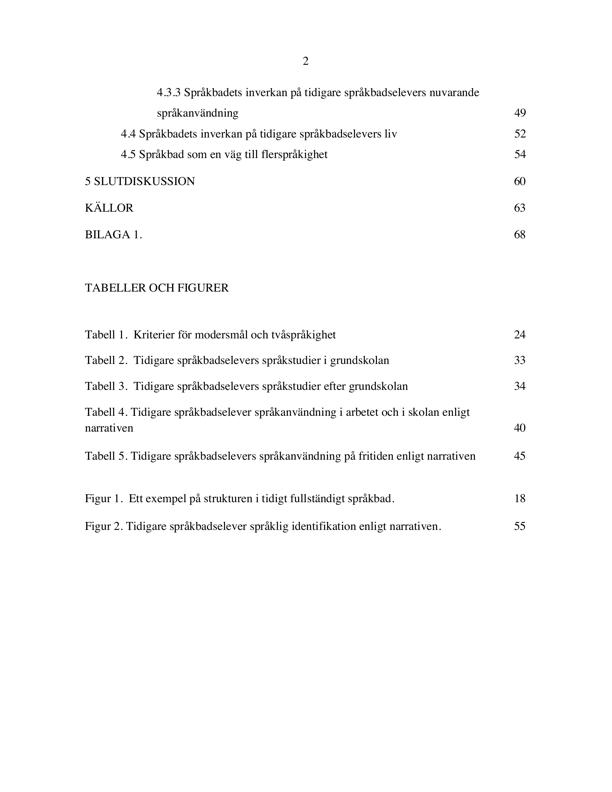 2
4.3.3 Språkbadets inverkan på tidigare språkbadselevers nuvarande
språkanvändning 49
4.4 Språkbadets inverkan på tidigare språkbadselevers liv 52
4.5 Språkbad som en väg till flerspråkighet 54
5 SLUTDISKUSSION 60
KÄLLOR 63
BILAGA 1. 68
TABELLER OCH FIGURER
Tabell 1. Kriterier för modersmål och tvåspråkighet 24
Tabell 2. Tidigare språkbadselevers språkstudier i grundskolan 33
Tabell 3. Tidigare språkbadselevers språkstudier efter grundskolan 34
Tabell 4. Tidigare språkbadselever språkanvändning i arbetet och i skolan enligt
narrativen 40
Tabell 5. Tidigare språkbadselevers språkanvändning på fritiden enligt narrativen 45
Figur 1. Ett exempel på strukturen i tidigt fullständigt språkbad. 18
Figur 2. Tidigare språkbadselever språklig identifikation enligt narrativen. 55